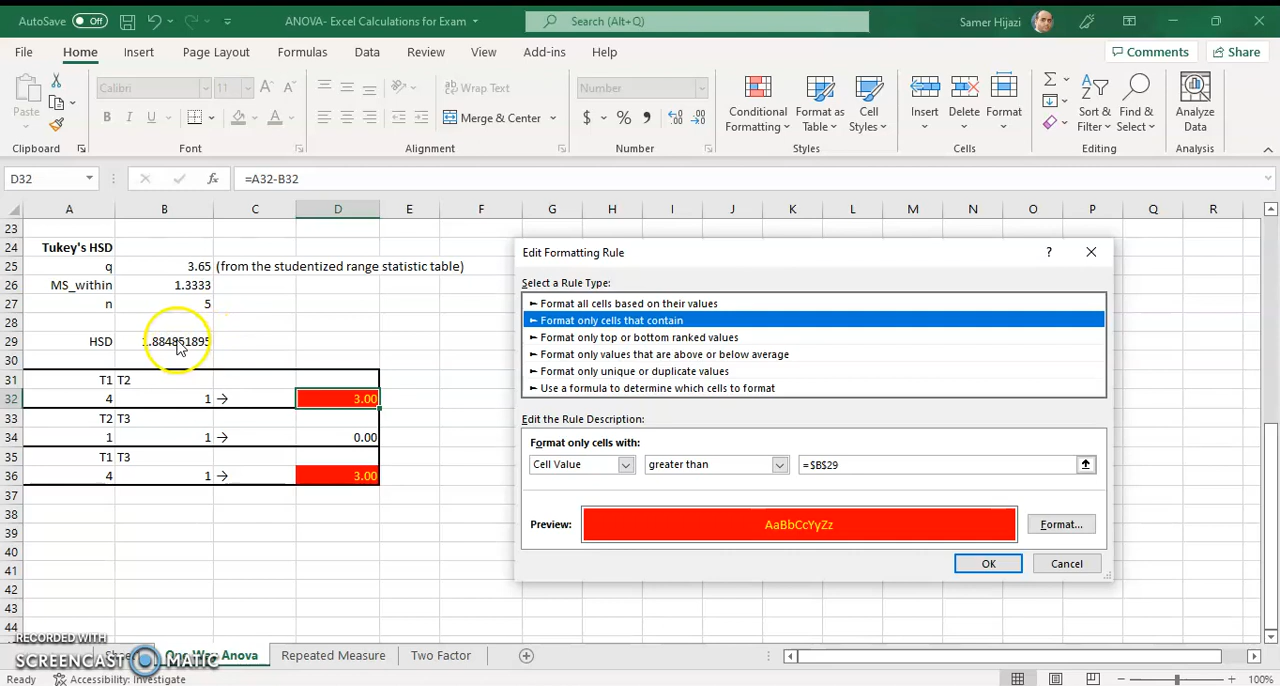 AutoSave Off ANOVA- Excel Calculations for Exam Search (Alt+Q) Samer Hijazi
File Home Insert Page Layout Formulas Data Review View Add-ins Help Comments Share
Paste Calibri 11 A^ A˅ Wrap Text Number Conditional Format as Cell Insert Delete Format Sort & Find & Analyze
B I U Merge & Center $ % , Formatting Table Styles Filter Select Data
Clipboard Font Alignment Number Styles Cells Editing Analysis
D32 fx =A32-B32
A B C D E F G H I J K L M N O P Q R
23
24 Tukey's HSD
25 q 3.65 (from the studentized range statistic table)
26 MS_within 1.3333
27 n 5
28
29 HSD 1.884851895
30
31 T1 T2
32 4 1 → 3.00
33 T2 T3
34 1 1 → 0.00
35 T1 T3
36 4 1 → 3.00
37
38
39
40
41
42
43
44
Edit Formatting Rule ? ×
Select a Rule Type:
► Format all cells based on their values
► Format only cells that contain
► Format only top or bottom ranked values
► Format only values that are above or below average
► Format only unique or duplicate values
► Use a formula to determine which cells to format
Edit the Rule Description:
Format only cells with:
Cell Value greater than =$B$29
Preview: AaBbCcYyZz Format...
OK Cancel
RECORDED WITH
SCREENCAST MATIC
Anova Repeated Measure Two Factor
Ready Accessibility: Investigate 100%